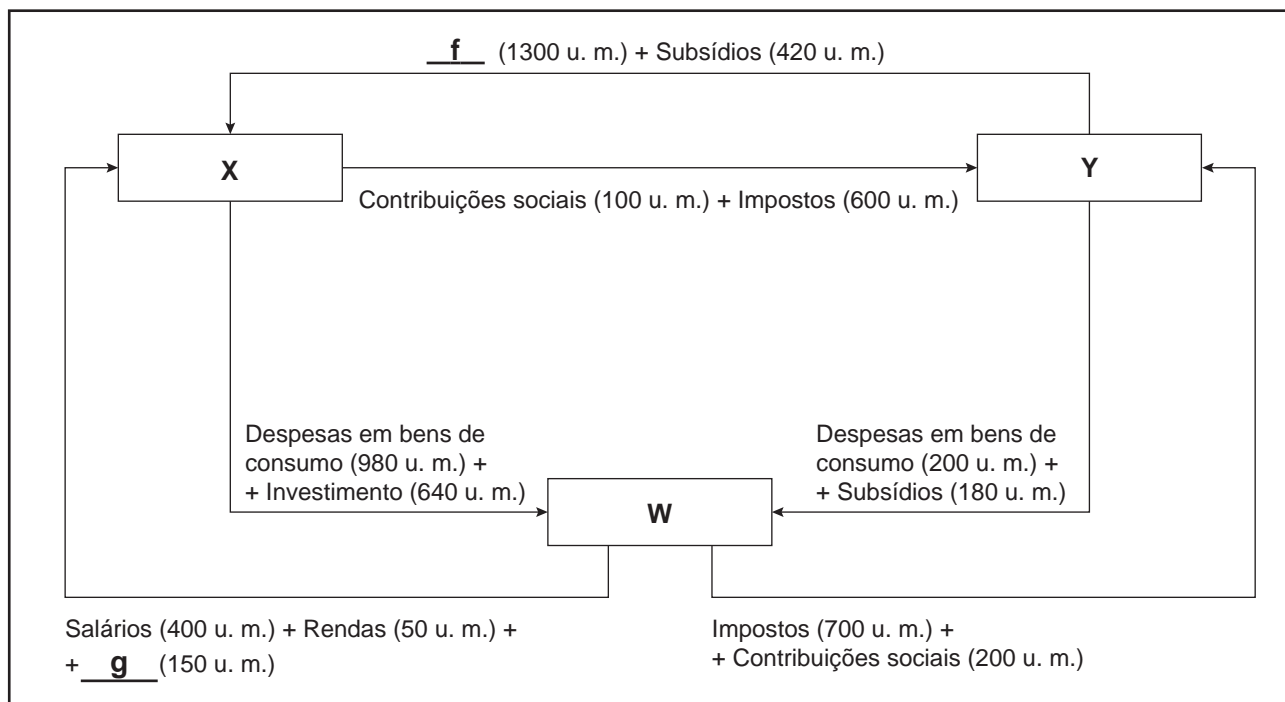 f (1300 u. m.) + Subsídios (420 u. m.)
X
Y
Contribuições sociais (100 u. m.) + Impostos (600 u. m.)
Despesas em bens de
consumo (980 u. m.) +
+ Investimento (640 u. m.)
Despesas em bens de
consumo (200 u. m.) +
+ Subsídios (180 u. m.)
W
Salários (400 u. m.) + Rendas (50 u. m.) +
+ g (150 u. m.)
Impostos (700 u. m.) +
+ Contribuições sociais (200 u. m.)